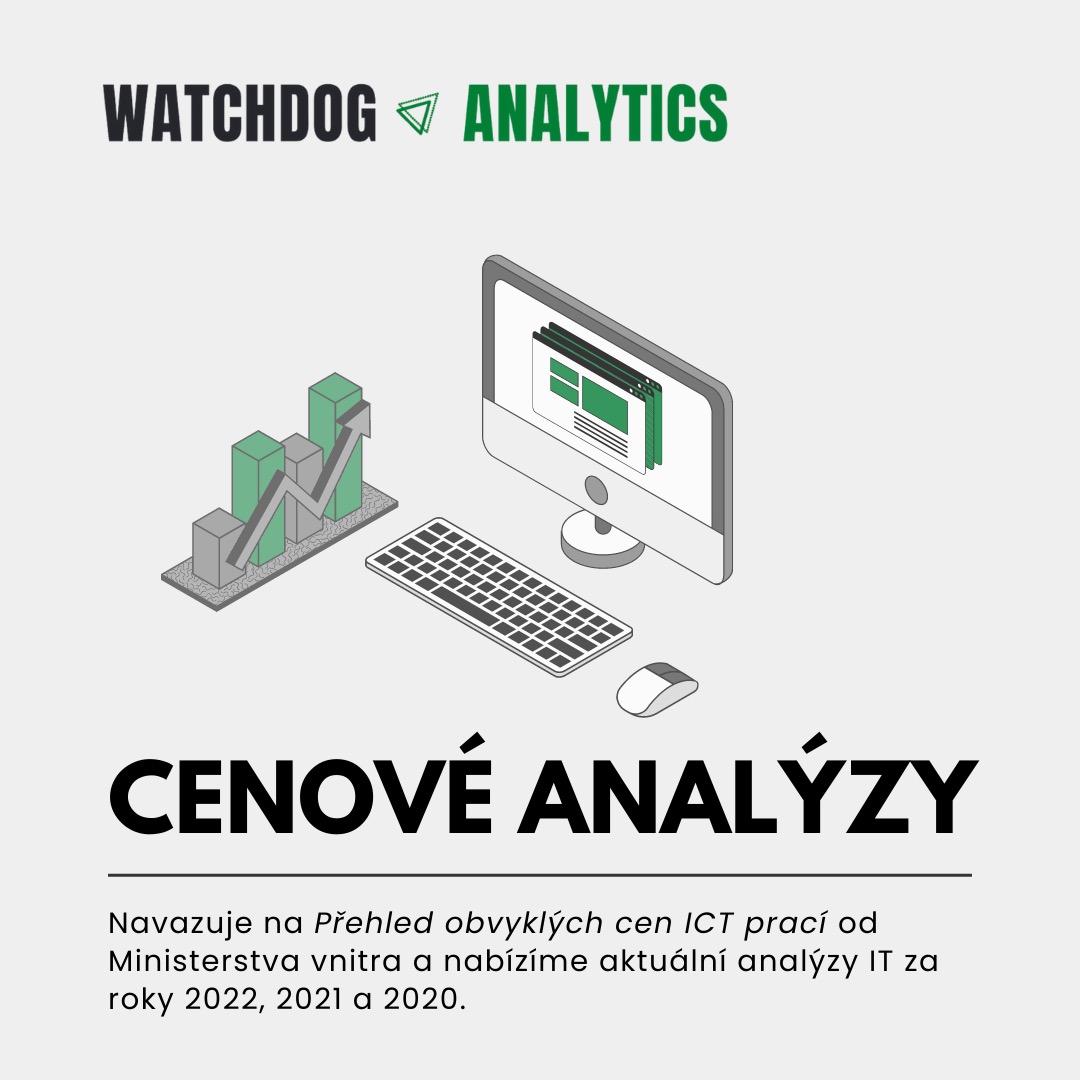 WATCHDOG ANALYTICS
CENOVÉ ANALÝZY
Navazuje na Přehled obvyklých cen ICT prací od
Ministerstva vnitra a nabízíme aktuální analýzy IT za
roky 2022, 2021 a 2020.